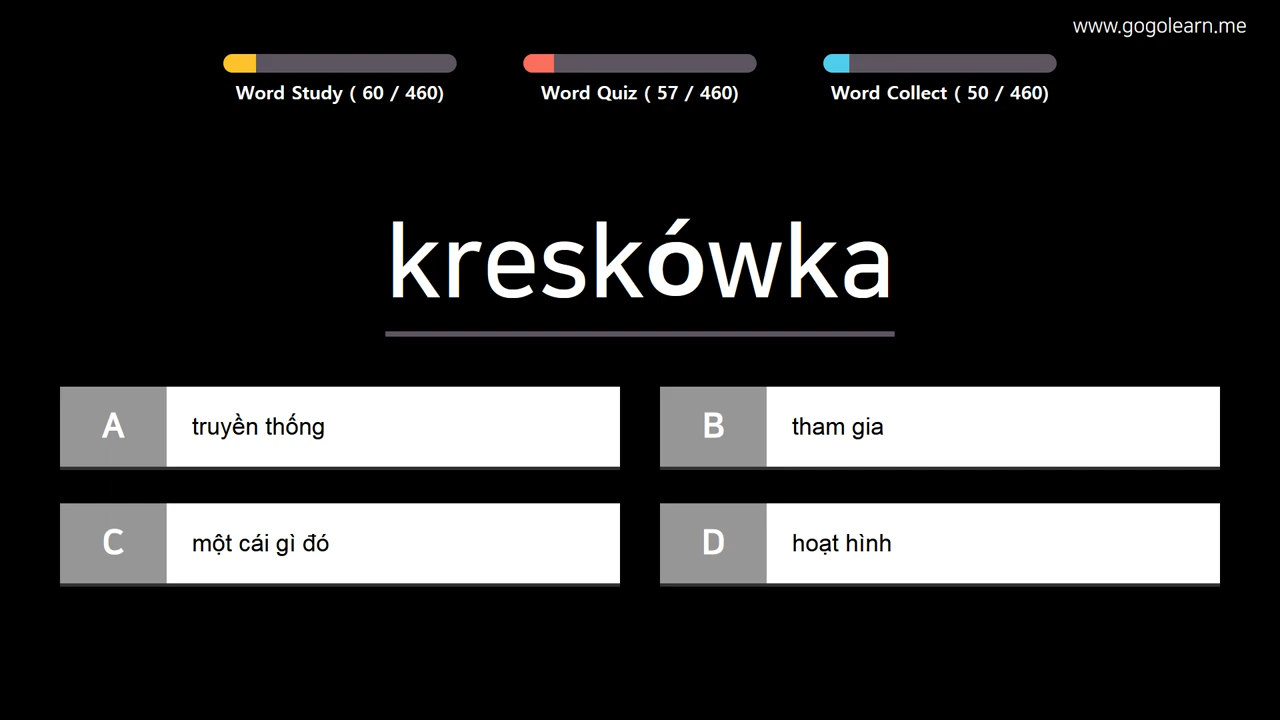 www.gogolearn.me
Word Study ( 60 / 460)
Word Quiz ( 57 / 460)
Word Collect ( 50 / 460)
kreskówka
A truyền thống
B tham gia
C một cái gì đó
D hoạt hình